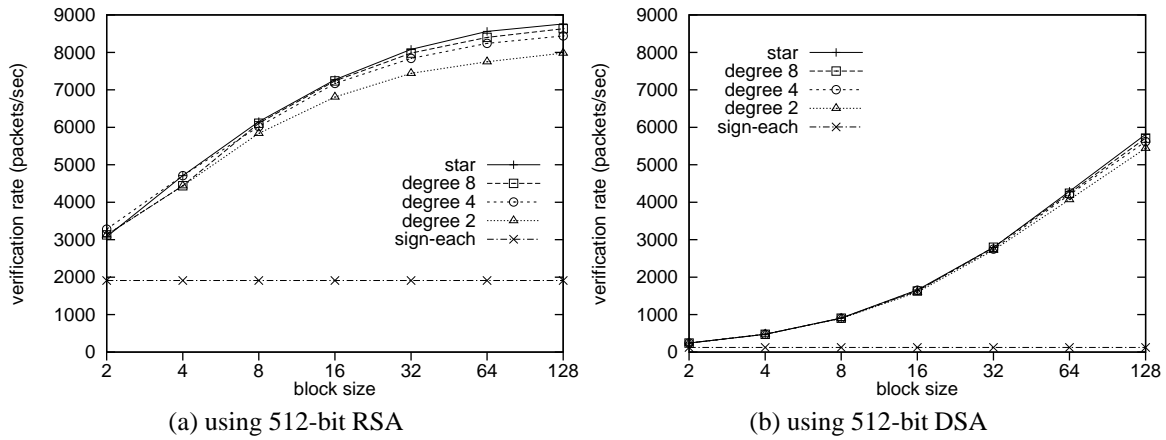 verification rate (packets/sec)
9000
8000
7000
6000
5000
4000
3000
2000
1000
0
star
degree 8
degree 4
degree 2
sign-each
2 4 8 16 32 64 128
block size
(a) using 512-bit RSA
verification rate (packets/sec)
9000
8000
7000
6000
5000
4000
3000
2000
1000
0
star
degree 8
degree 4
degree 2
sign-each
2 4 8 16 32 64 128
block size
(b) using 512-bit DSA